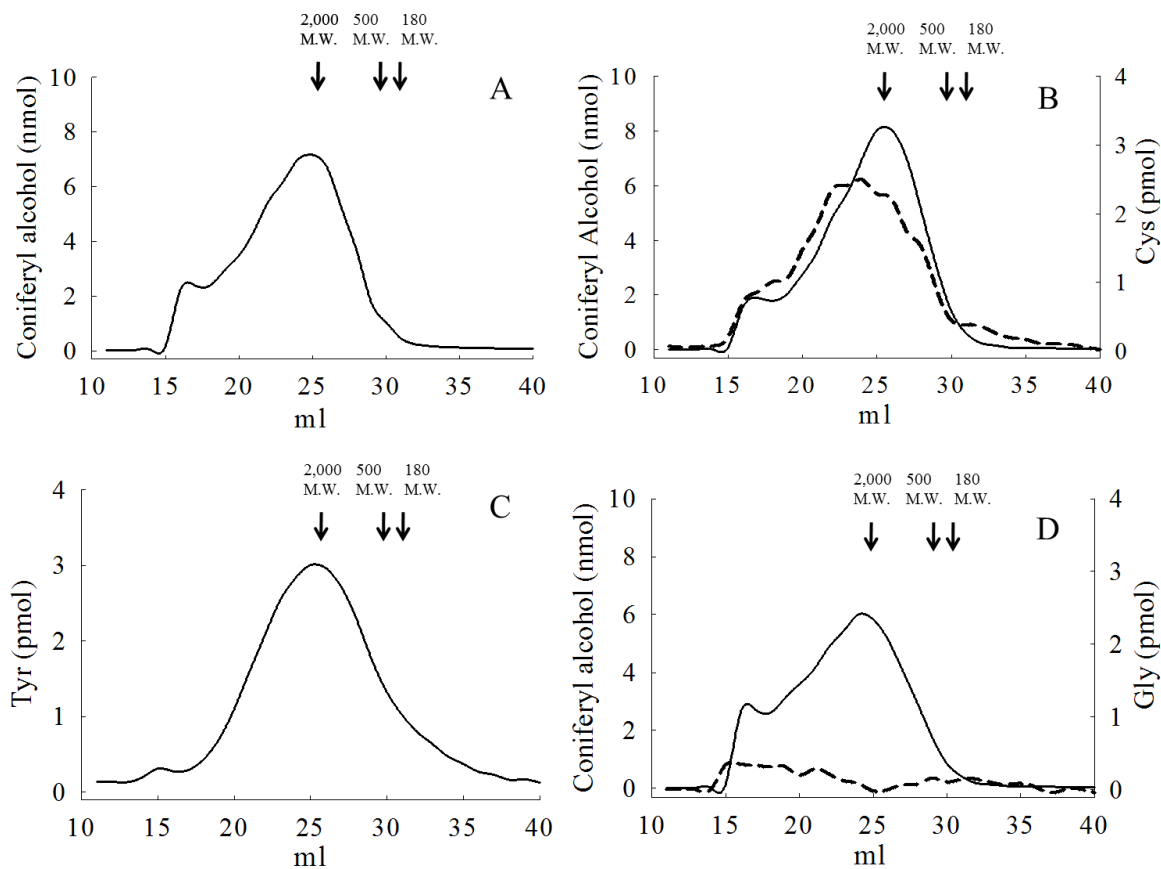 2,000 500 180
M.W. M.W. M.W.
A
Coniferyl alcohol (nmol)
10
8
6
4
2
0
10 15 20 25 30 35 40
ml
2,000 500 180
M.W. M.W. M.W.
B
Coniferyl Alcohol (nmol)
10
8
6
4
2
0
4
3
2
1
0
Cys (pmol)
10 15 20 25 30 35 40
ml
2,000 500 180
M.W. M.W. M.W.
C
Tyr (pmol)
4
3
2
1
0
10 15 20 25 30 35 40
ml
2,000 500 180
M.W. M.W. M.W.
D
Coniferyl alcohol (nmol)
10
8
6
4
2
0
4
3
2
1
0
Gly (pmol)
10 15 20 25 30 35 40
ml